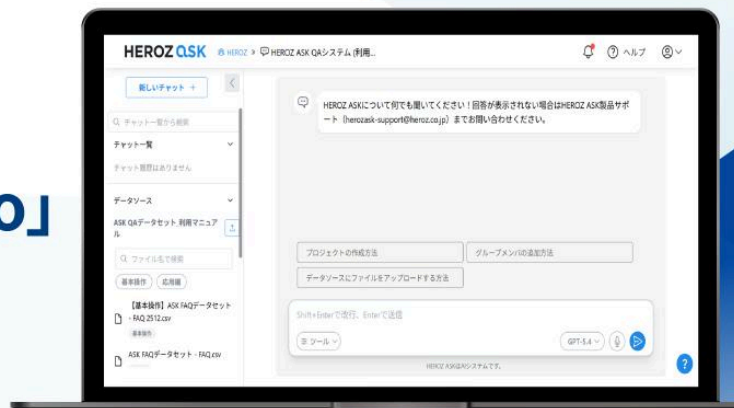 o」
HEROZ ASK
HEROZ > HEROZ ASK QAシステム (利用...
ヘルプ
新しいチャット +
チャット一覧から検索
チャット一覧
チャット履歴はありません
データソース
ASK QAデータセット_利用マニュア
ル
ファイル名で検索
基本操作 応用編
【基本操作】ASK FAQデータセット
- FAQ 2512.csv
基本操作
ASK FAQデータセット - FAQ.csv
HEROZ ASKについて何でも聞いてください！回答が表示されない場合はHEROZ ASK製品サポ
ート（herozask-support@heroz.co.jp）までお問い合わせください。
プロジェクトの作成方法
グループメンバの追加方法
データソースにファイルをアップロードする方法
Shift+Enterで改行、Enterで送信
ツール
GPT-5.4
HEROZ ASKはAIシステムです。
?